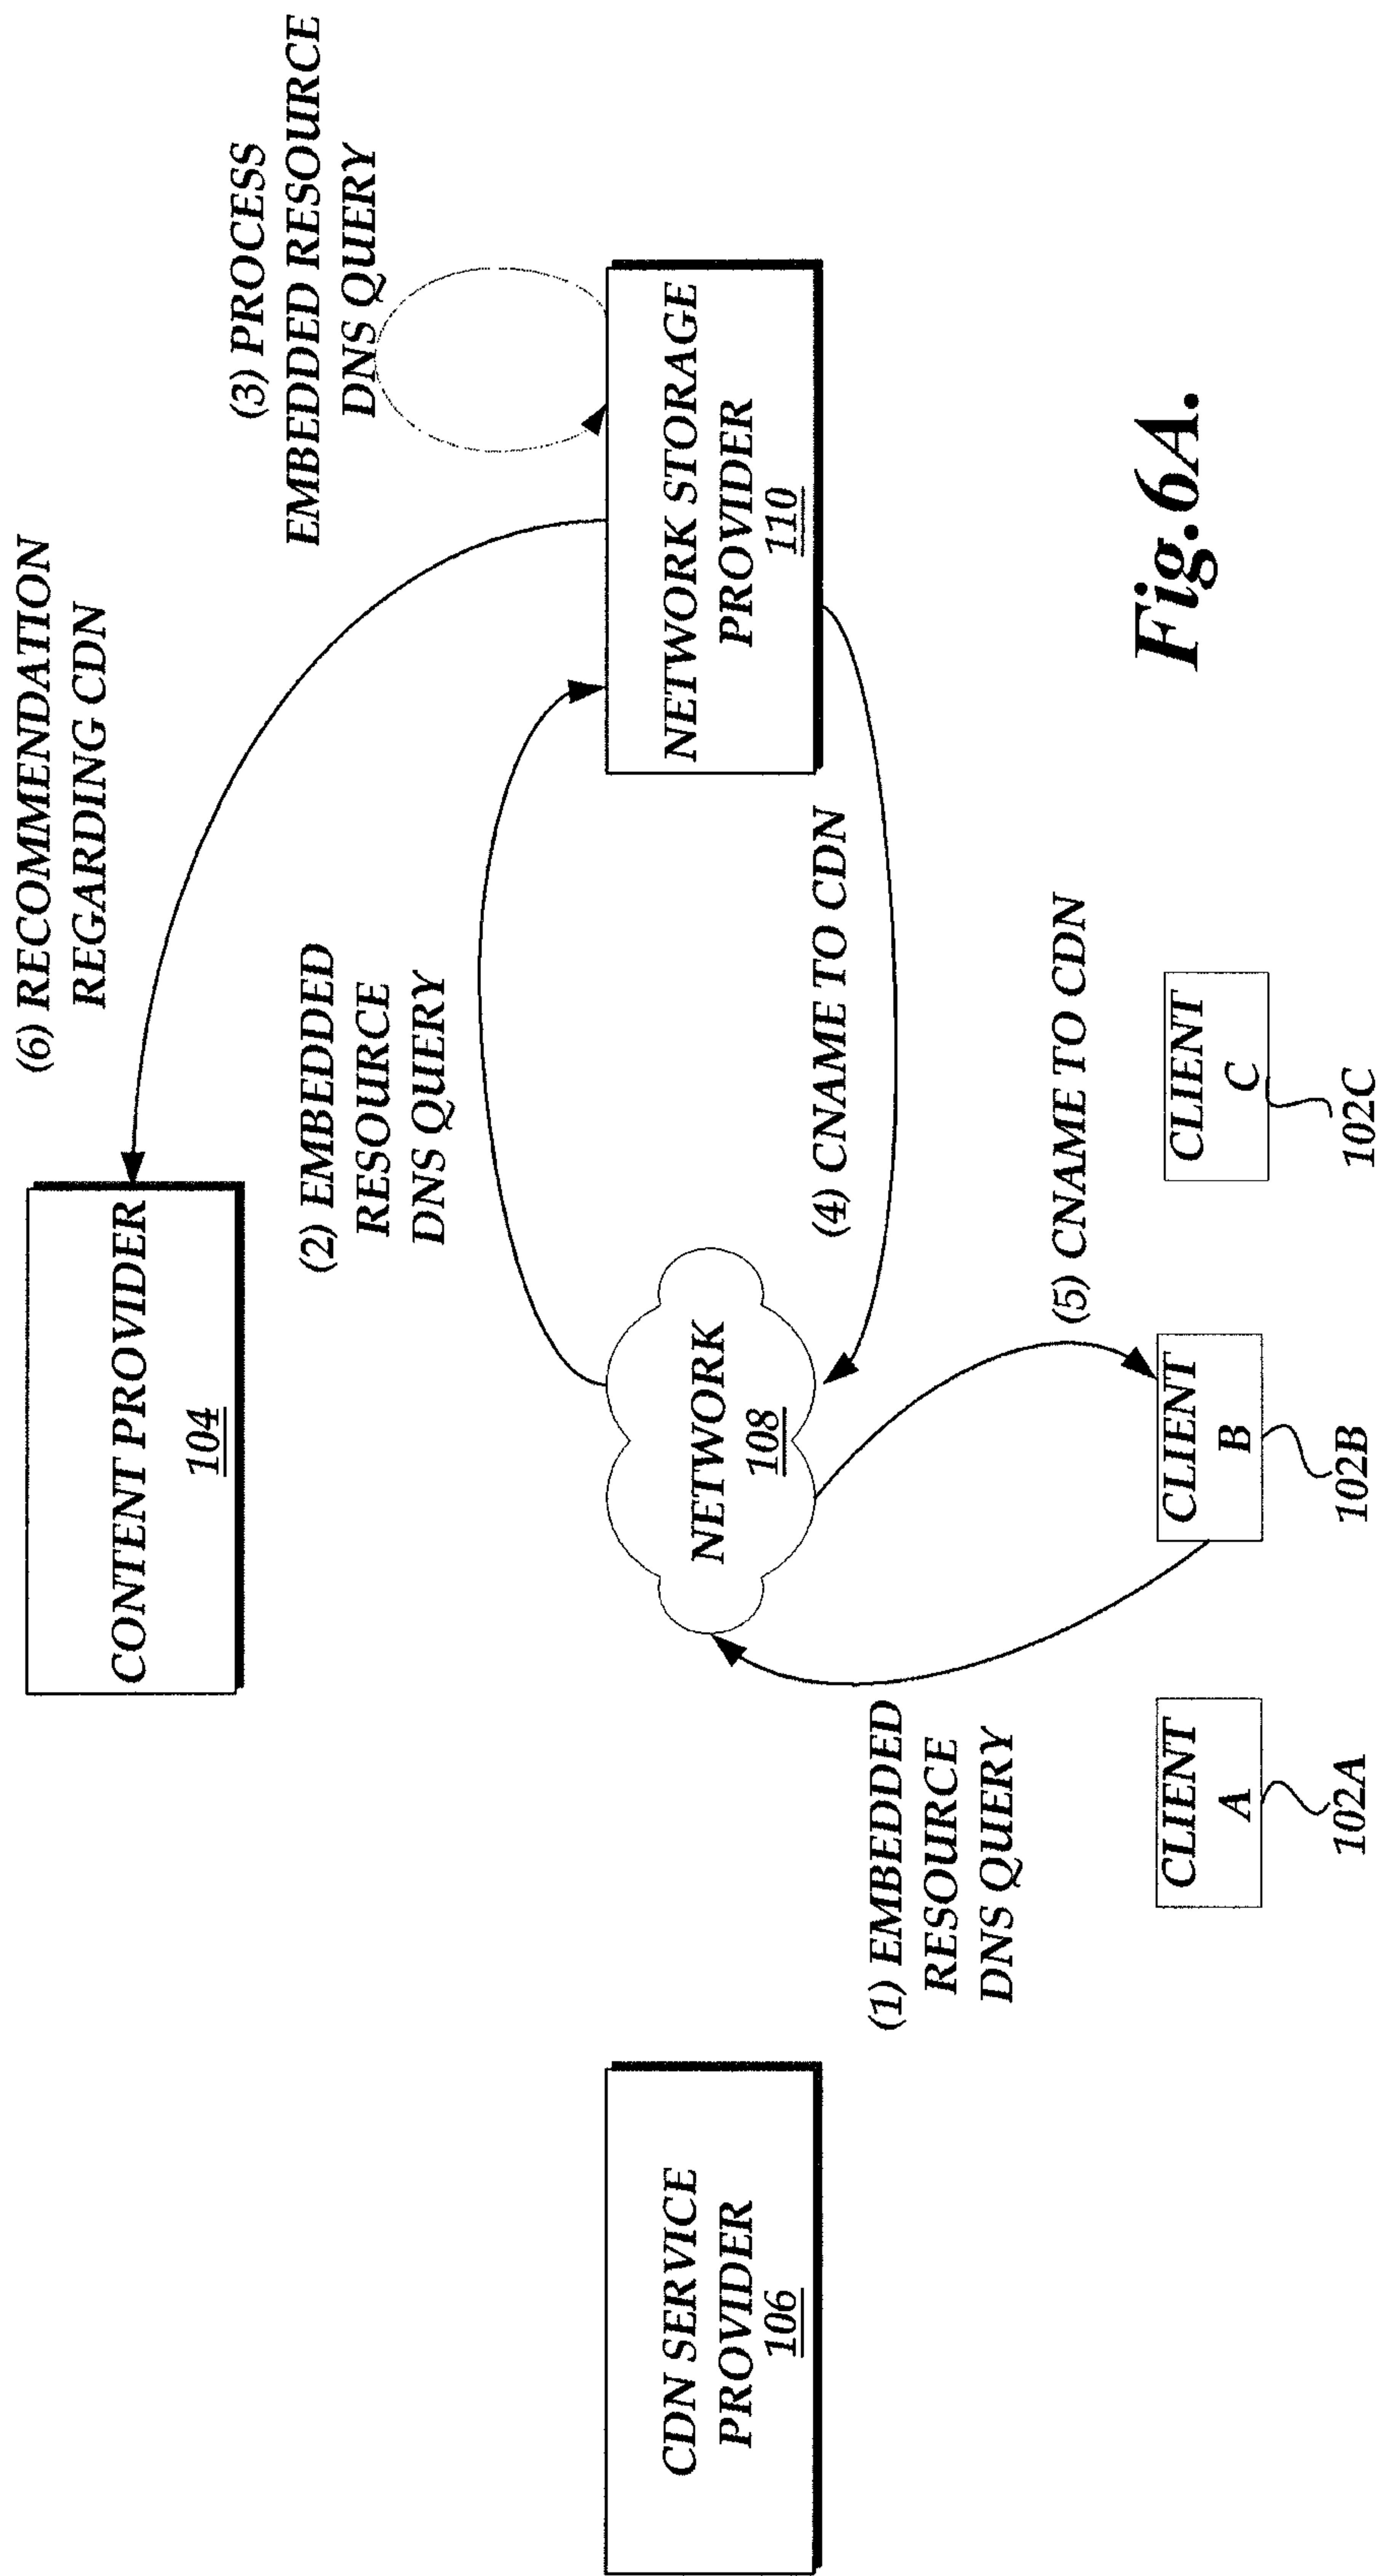 (6) RECOMMENDATION
REGARDING CDN
CONTENT PROVIDER
104
(3) PROCESS
EMBEDDED RESOURCE
DNS QUERY
(2) EMBEDDED
RESOURCE
DNS QUERY
CDN SERVICE
PROVIDER
106
NETWORK
108
NETWORK STORAGE
PROVIDER
110
(4) CNAME TO CDN
(1) EMBEDDED
RESOURCE
DNS QUERY
(5) CNAME TO CDN
CLIENT
A
102A
CLIENT
B
102B
CLIENT
C
102C
Fig.6A.